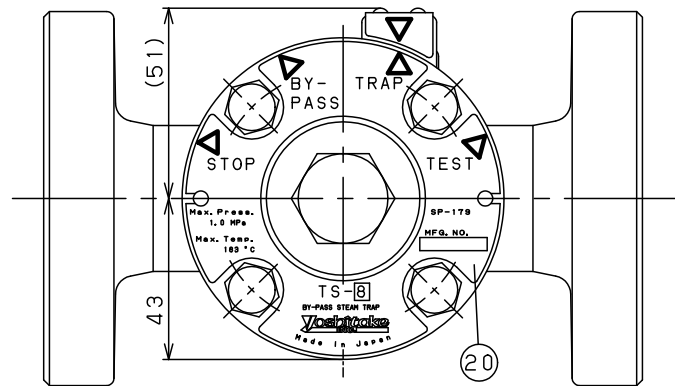 (51)
BY-
PASS
TRAP
STOP
TEST
Max. Press.
1.0 MPa
Max. Temp.
183 °C
SP-179
MFG. NO.
43
TS-8
BY-PASS STEAM TRAP
Yoshitake
Made in Japan
20